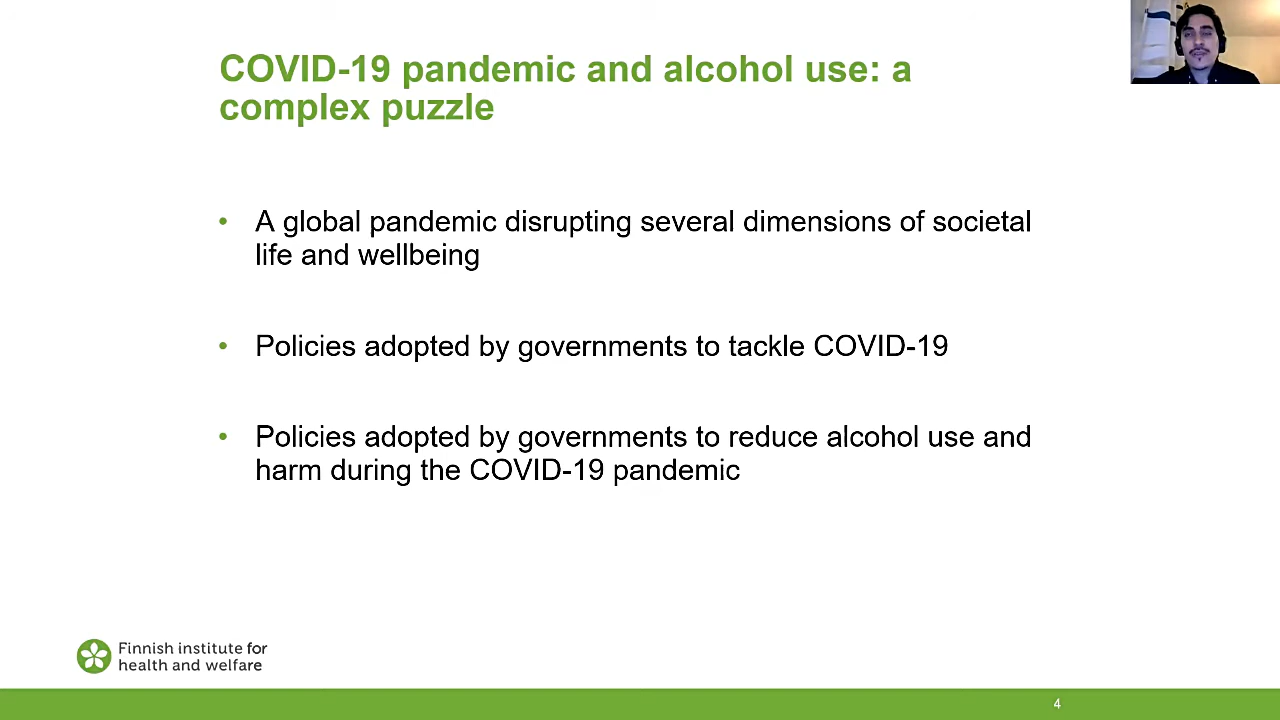 COVID-19 pandemic and alcohol use: a
complex puzzle
• A global pandemic disrupting several dimensions of societal
life and wellbeing
• Policies adopted by governments to tackle COVID-19
• Policies adopted by governments to reduce alcohol use and
harm during the COVID-19 pandemic
Finnish institute for
health and welfare
4